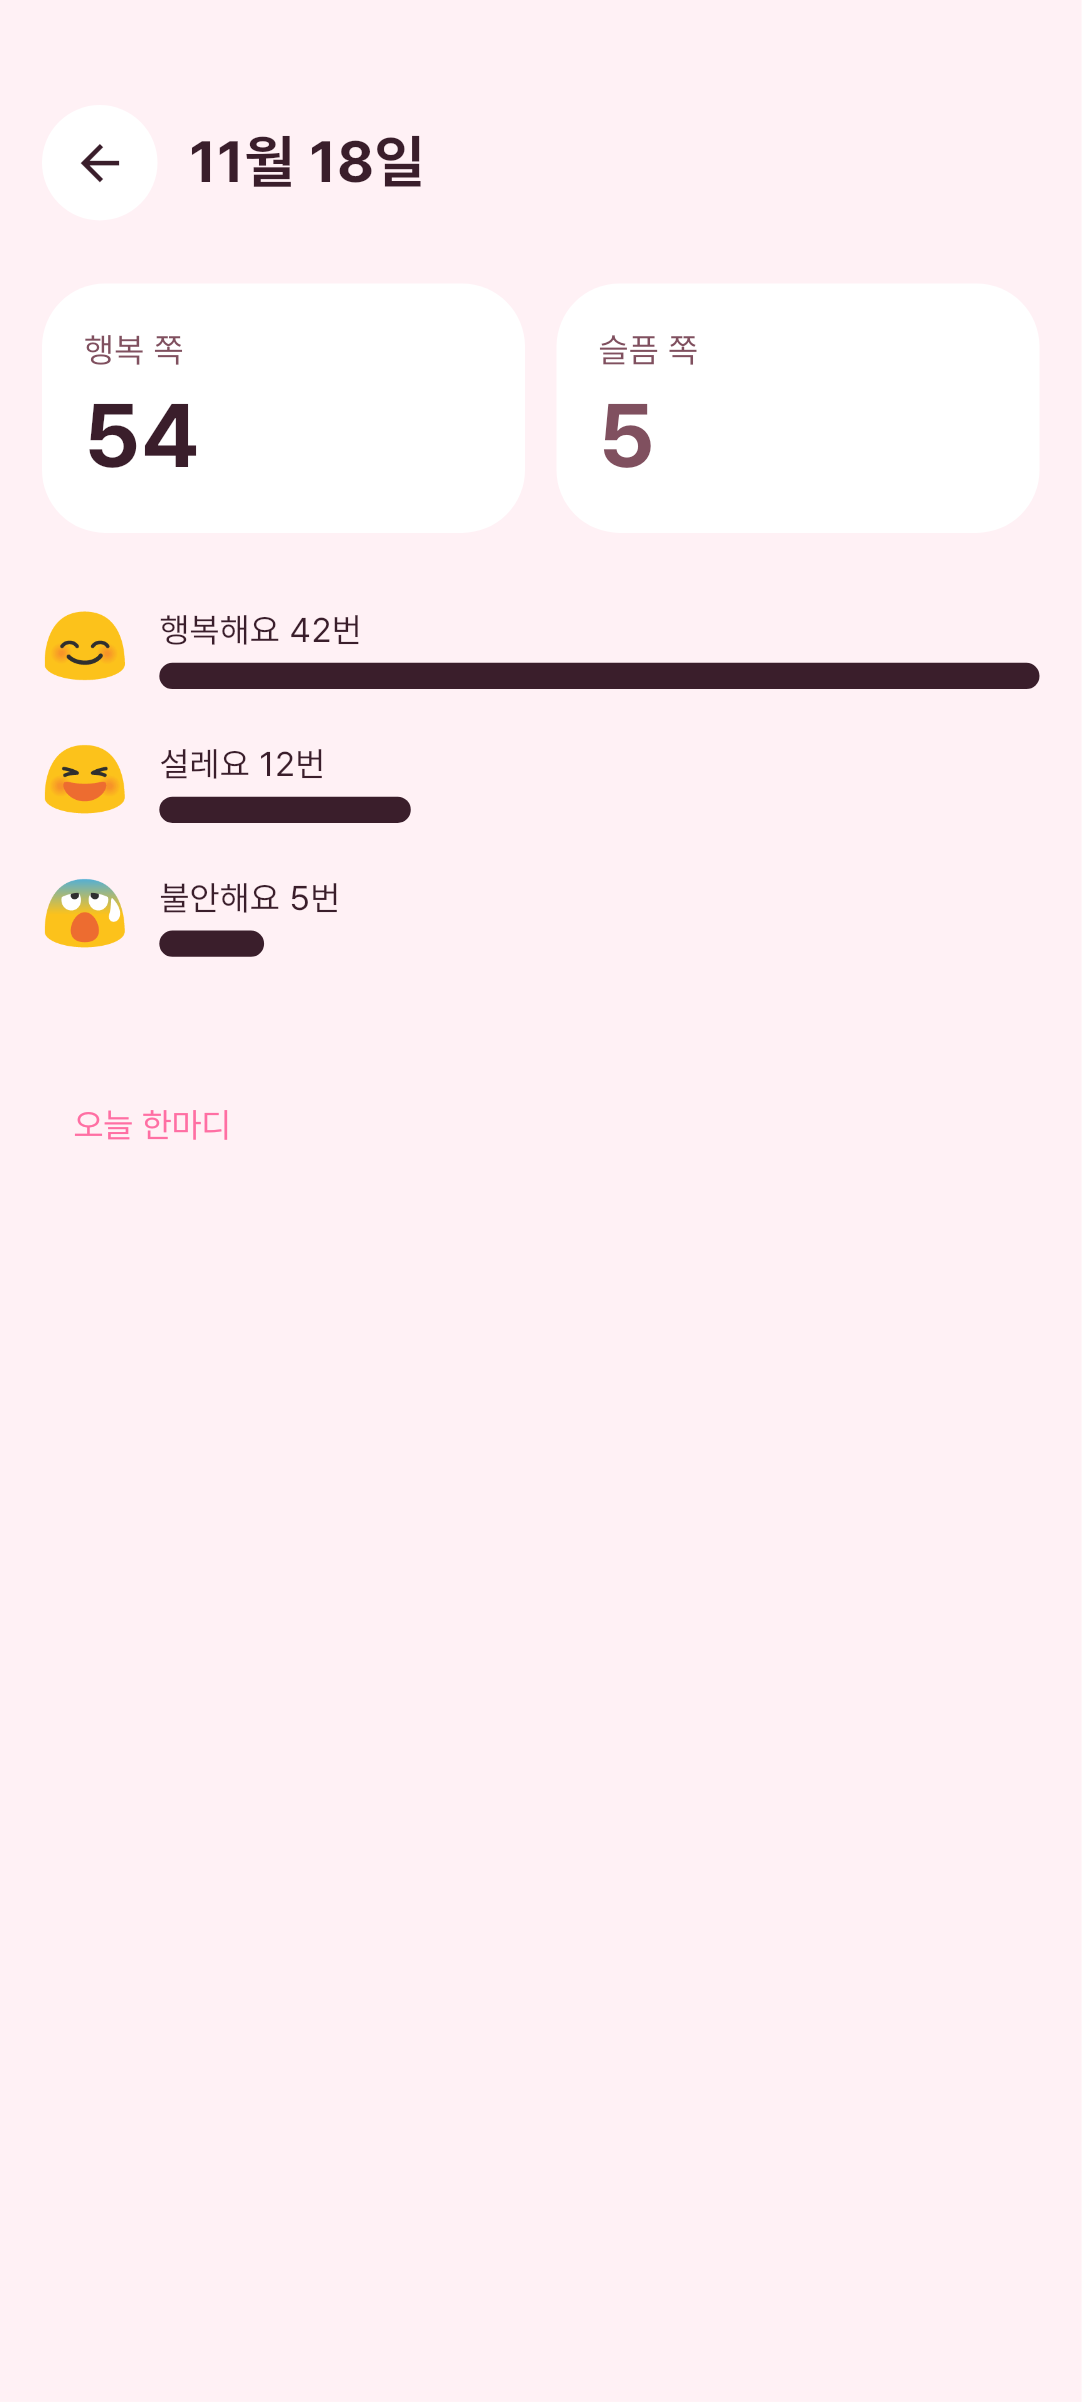 11월 18일
행복 쪽
슬픔 쪽
54
5
행복해요 42번
설레요 12번
불안해요 5번
오늘 한마디